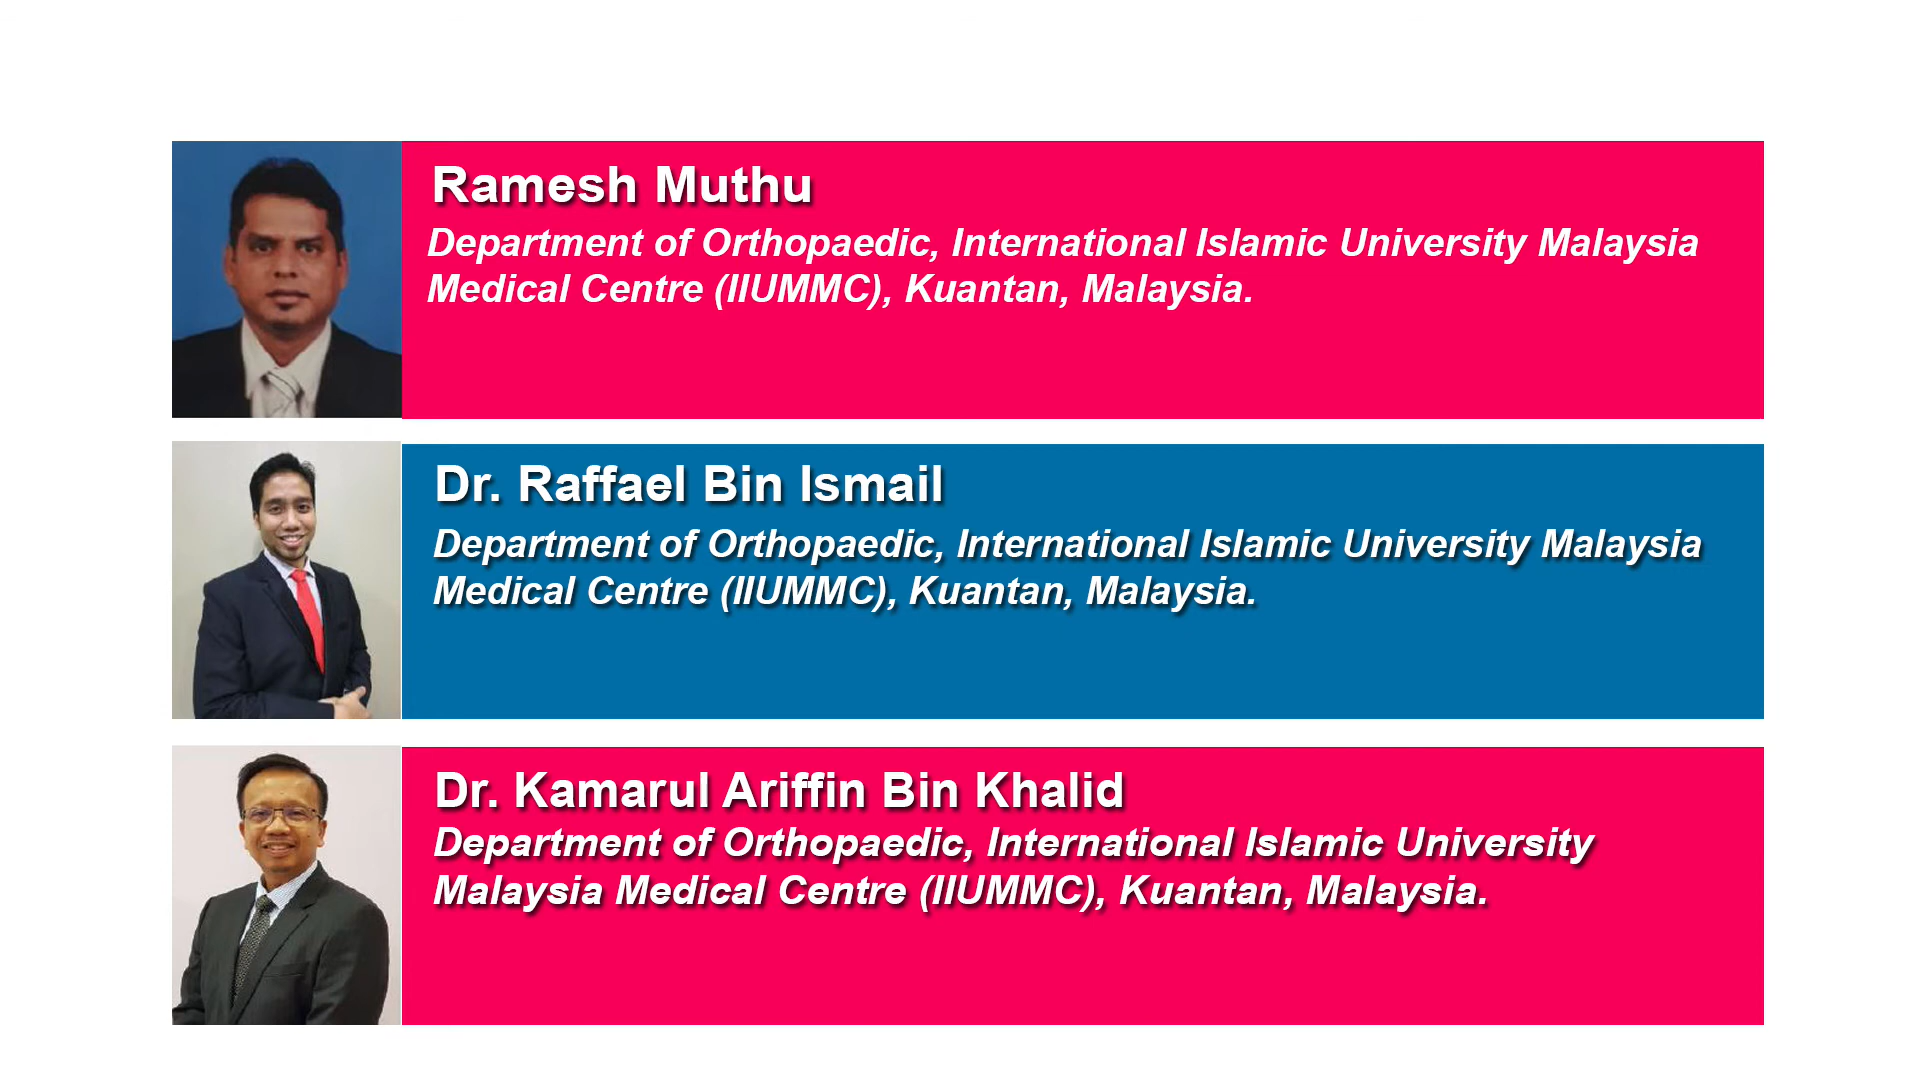 Ramesh Muthu
Department of Orthopaedic, International Islamic University Malaysia
Medical Centre (IIUMMC), Kuantan, Malaysia.
Dr. Raffael Bin Ismail
Department of Orthopaedic, International Islamic University Malaysia
Medical Centre (IIUMMC), Kuantan, Malaysia.
Dr. Kamarul Ariffin Bin Khalid
Department of Orthopaedic, International Islamic University
Malaysia Medical Centre (IIUMMC), Kuantan, Malaysia.